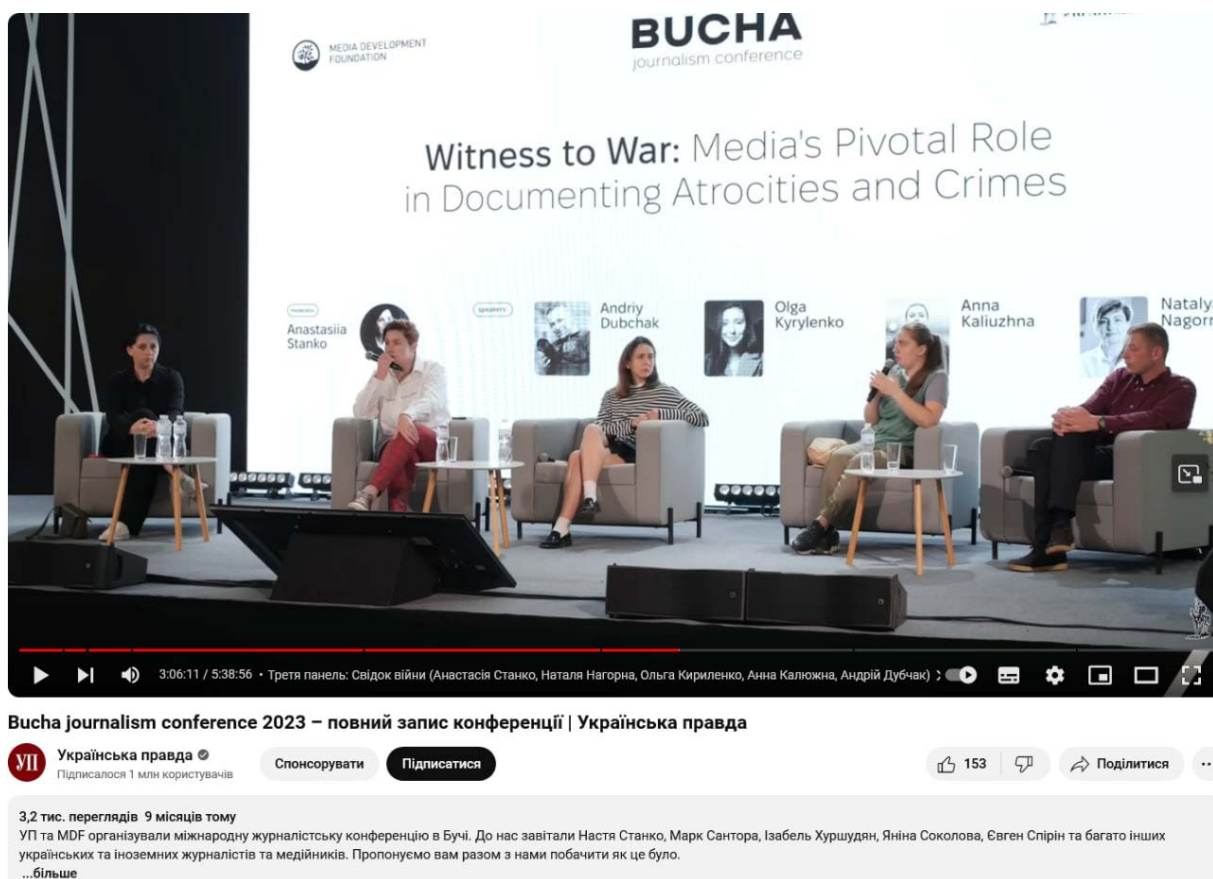 MEDIA DEVELOPMENT
FOUNDATION
BUCHA
journalism conference
Witness to War: Media's Pivotal Role
in Documenting Atrocities and Crimes
moderator
Anastasiia
Stanko
speakers
Andriy
Dubchak
Olga
Kyrylenko
Anna
Kaliuzhna
Nataly
Nagorn
3:06:11 / 5:38:56 • Третя панель: Свідок війни (Анастасія Станко, Наталя Нагорна, Ольга Кириленко, Анна Калюжна, Андрій Дубчак)
Bucha journalism conference 2023 – повний запис конференції | Українська правда
УП
Українська правда
Підписалося 1 млн користувачів
Спонсорувати
Підписатися
153
Поділитися
3,2 тис. переглядів 9 місяців тому
УП та MDF організували міжнародну журналістську конференцію в Бучі. До нас завітали Настя Станко, Марк Сантора, Ізабель Хуршудян, Яніна Соколова, Євген Спірін та багато інших
українських та іноземних журналістів та медійників. Пропонуємо вам разом з нами побачити як це було.
...більше